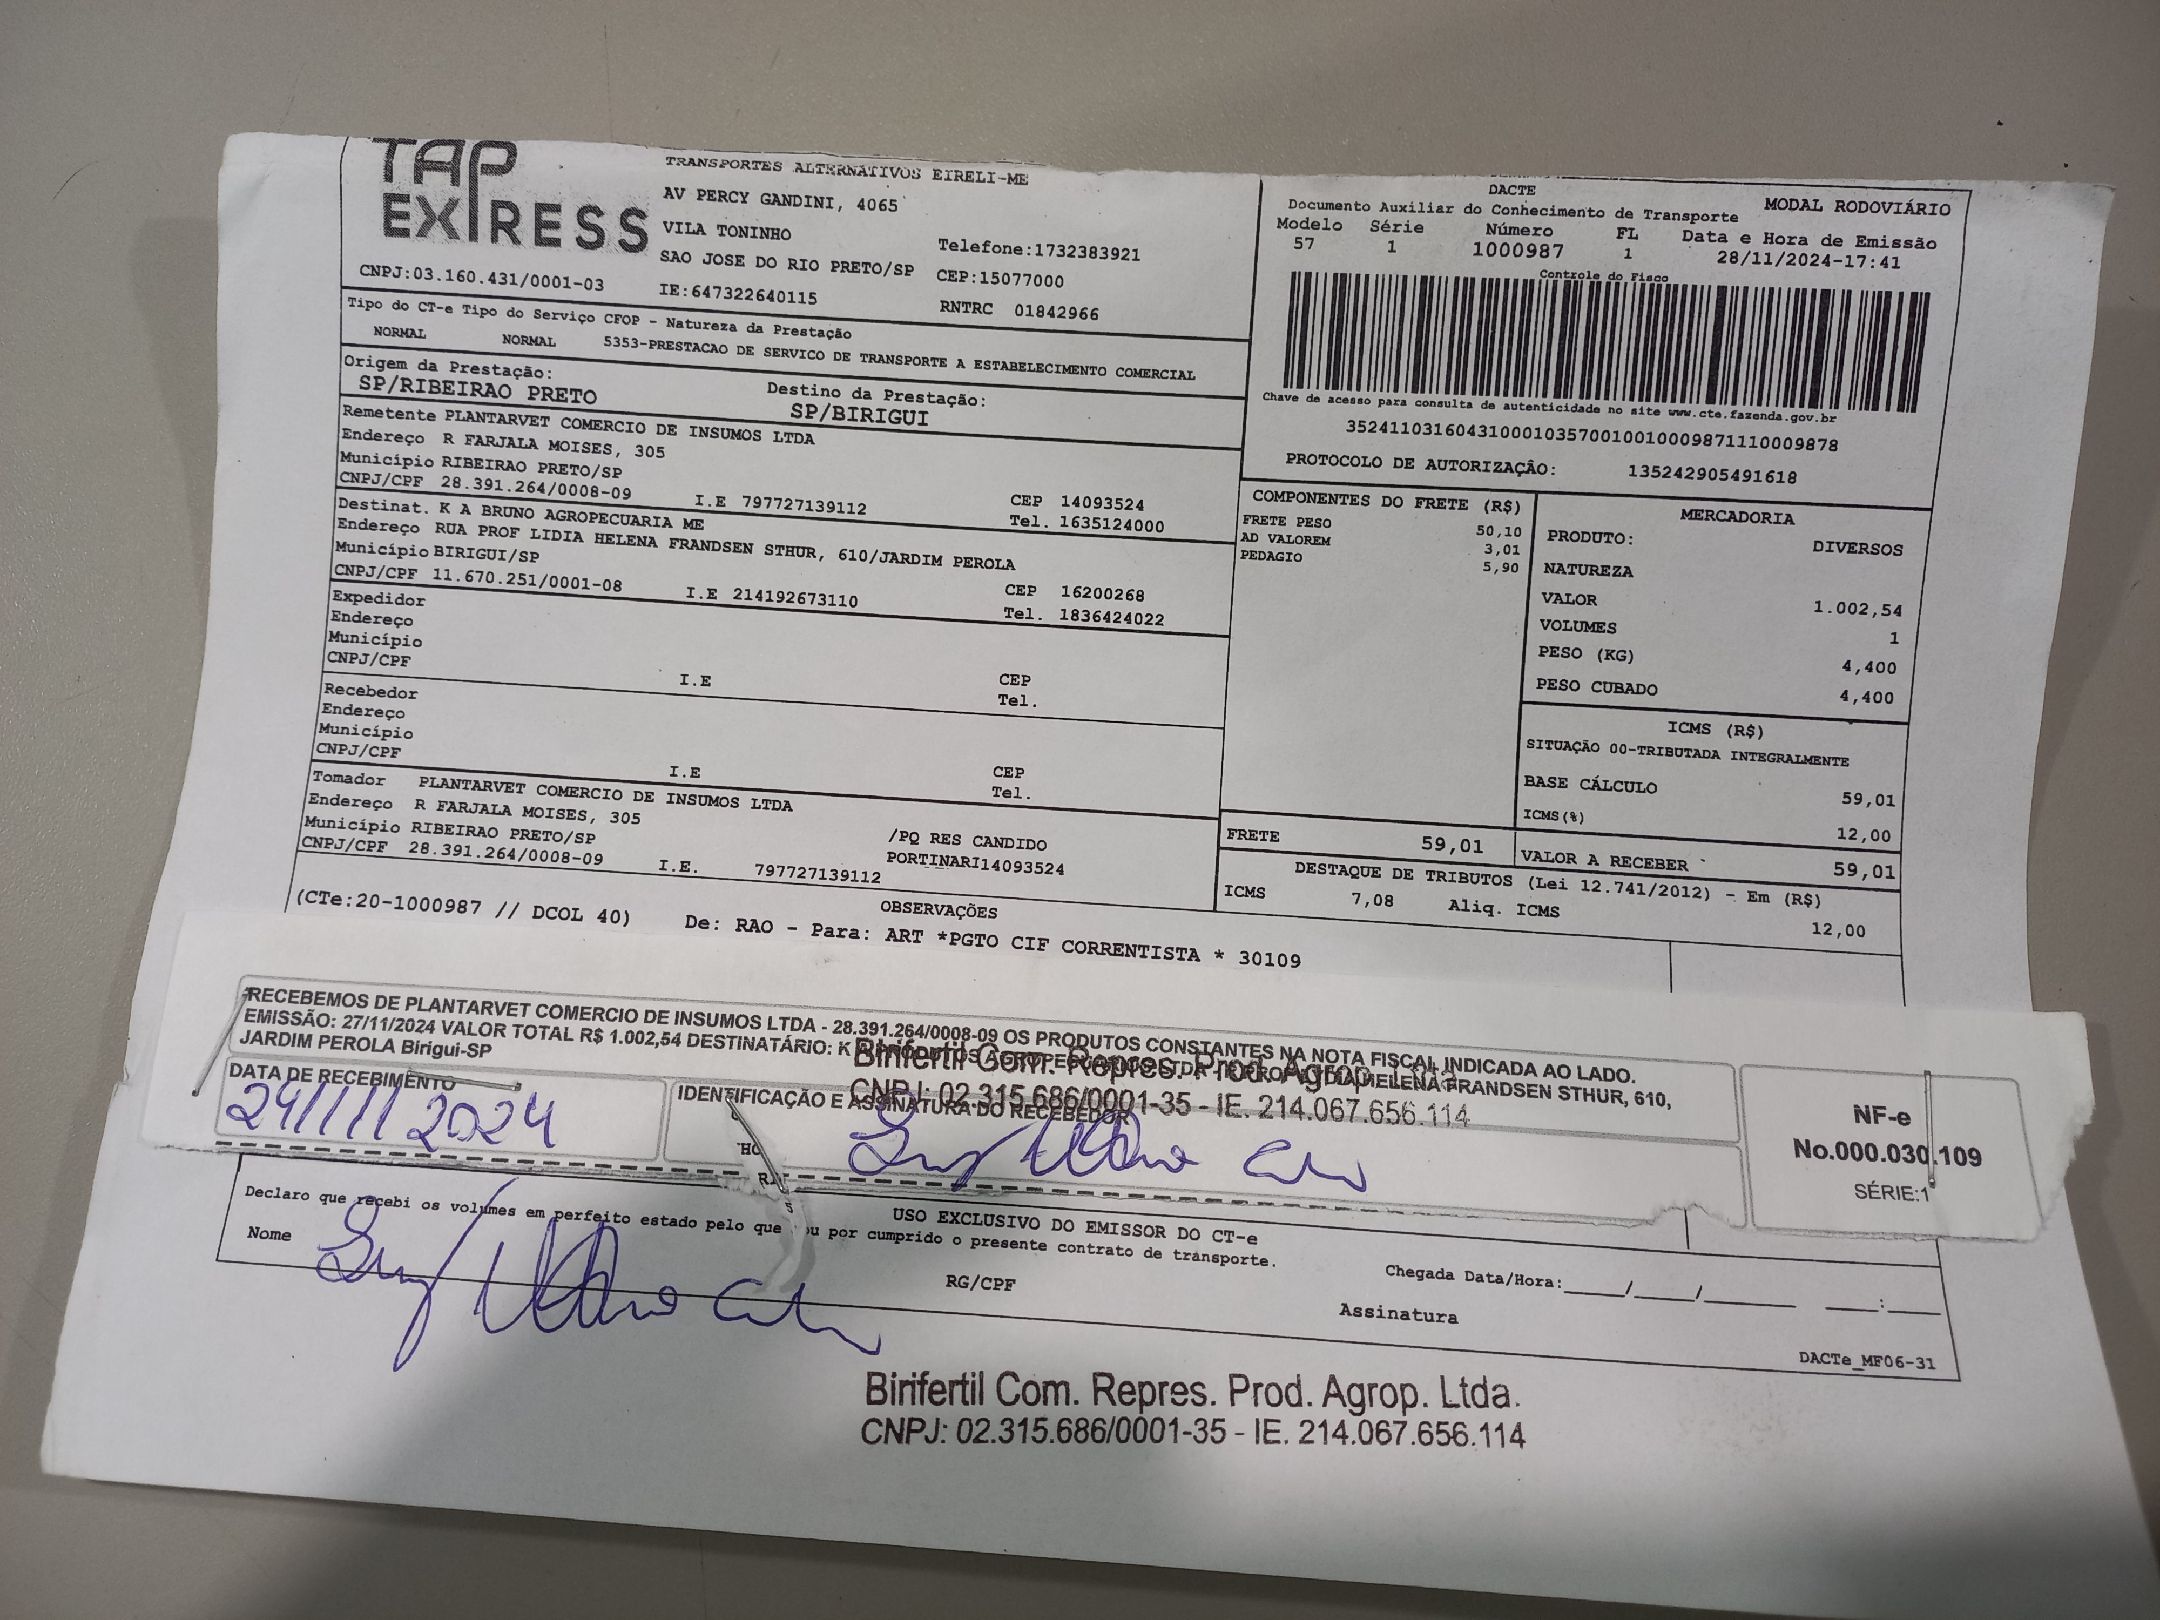 TAP
EXPRESS
TRANSPORTES ALTERNATIVOS EIRELI-ME
AV PERCY GANDINI, 4065
VILA TONINHO
Telefone:1732383921
SAO JOSE DO RIO PRETO/SP CEP:15077000
CNPJ:03.160.431/0001-03
IE:647322640115
RNTRC 01842966
DACTE
MODAL RODOVIÁRIO
Documento Auxiliar do Conhecimento de Transporte
Modelo Série Número FL Data e Hora de Emissão
57 1 1000987 1 28/11/2024-17:41
Controle do Fisco
Chave de acesso para consulta de autenticidade no site www.cte.fazenda.gov.br
35241103160431000103570010010009871110009878
PROTOCOLO DE AUTORIZAÇÃO: 135242905491618
Tipo do CT-e Tipo do Serviço CFOP - Natureza da Prestação
NORMAL NORMAL 5353-PRESTACAO DE SERVICO DE TRANSPORTE A ESTABELECIMENTO COMERCIAL
Origem da Prestação: Destino da Prestação:
SP/RIBEIRAO PRETO SP/BIRIGUI
Remetente PLANTARVET COMERCIO DE INSUMOS LTDA
Endereço R FARJALA MOISES, 305
Município RIBEIRAO PRETO/SP CEP 14093524
CNPJ/CPF 28.391.264/0008-09 I.E 797727139112 Tel. 1635124000
Destinat. K A BRUNO AGROPECUARIA ME
Endereço RUA PROF LIDIA HELENA FRANDSEN STHUR, 610/JARDIM PEROLA
Município BIRIGUI/SP CEP 16200268
CNPJ/CPF 11.670.251/0001-08 I.E 214192673110 Tel. 1836424022
Expedidor
Endereço
Município CEP
CNPJ/CPF I.E Tel.
Recebedor
Endereço
Município CEP
CNPJ/CPF I.E Tel.
Tomador PLANTARVET COMERCIO DE INSUMOS LTDA
Endereço R FARJALA MOISES, 305 /PQ RES CANDIDO
Município RIBEIRAO PRETO/SP PORTINARI14093524
CNPJ/CPF 28.391.264/0008-09 I.E. 797727139112
COMPONENTES DO FRETE (R$)
FRETE PESO 50,10
AD VALOREM 3,01
PEDAGIO 5,90
MERCADORIA
PRODUTO: DIVERSOS
NATUREZA
VALOR 1.002,54
VOLUMES 1
PESO (KG) 4,400
PESO CUBADO 4,400
ICMS (R$)
SITUAÇÃO 00-TRIBUTADA INTEGRALMENTE
BASE CÁLCULO 59,01
ICMS(%) 12,00
FRETE 59,01 VALOR A RECEBER 59,01
DESTAQUE DE TRIBUTOS (Lei 12.741/2012) - Em (R$)
ICMS 7,08 Aliq. ICMS 12,00
OBSERVAÇÕES
(CTe:20-1000987 // DCOL 40) De: RAO - Para: ART *PGTO CIF CORRENTISTA * 30109
RECEBEMOS DE PLANTARVET COMERCIO DE INSUMOS LTDA - 28.391.264/0008-09 OS PRODUTOS CONSTANTES NA NOTA FISCAL INDICADA AO LADO.
EMISSÃO: 27/11/2024 VALOR TOTAL R$ 1.002,54 DESTINATÁRIO: K HELENA FRANDSEN STHUR, 610,
JARDIM PEROLA Birigui-SP
Birifertil Com. Repres. Prod. Agrop. Ltda
CNPJ: 02.315.686/0001-35 - IE. 214.067.656.114
DATA DE RECEBIMENTO
29/11/2024
IDENTIFICAÇÃO E ASSINATURA DO RECEBEDOR
NF-e
No.000.030.109
SÉRIE:1
USO EXCLUSIVO DO EMISSOR DO CT-e
Declaro que recebi os volumes em perfeito estado pelo que ou por cumprido o presente contrato de transporte.
Nome RG/CPF
Chegada Data/Hora:____/____/______ ____:____
Assinatura
DACTe_MF06-31
Birifertil Com. Repres. Prod. Agrop. Ltda.
CNPJ: 02.315.686/0001-35 - IE. 214.067.656.114